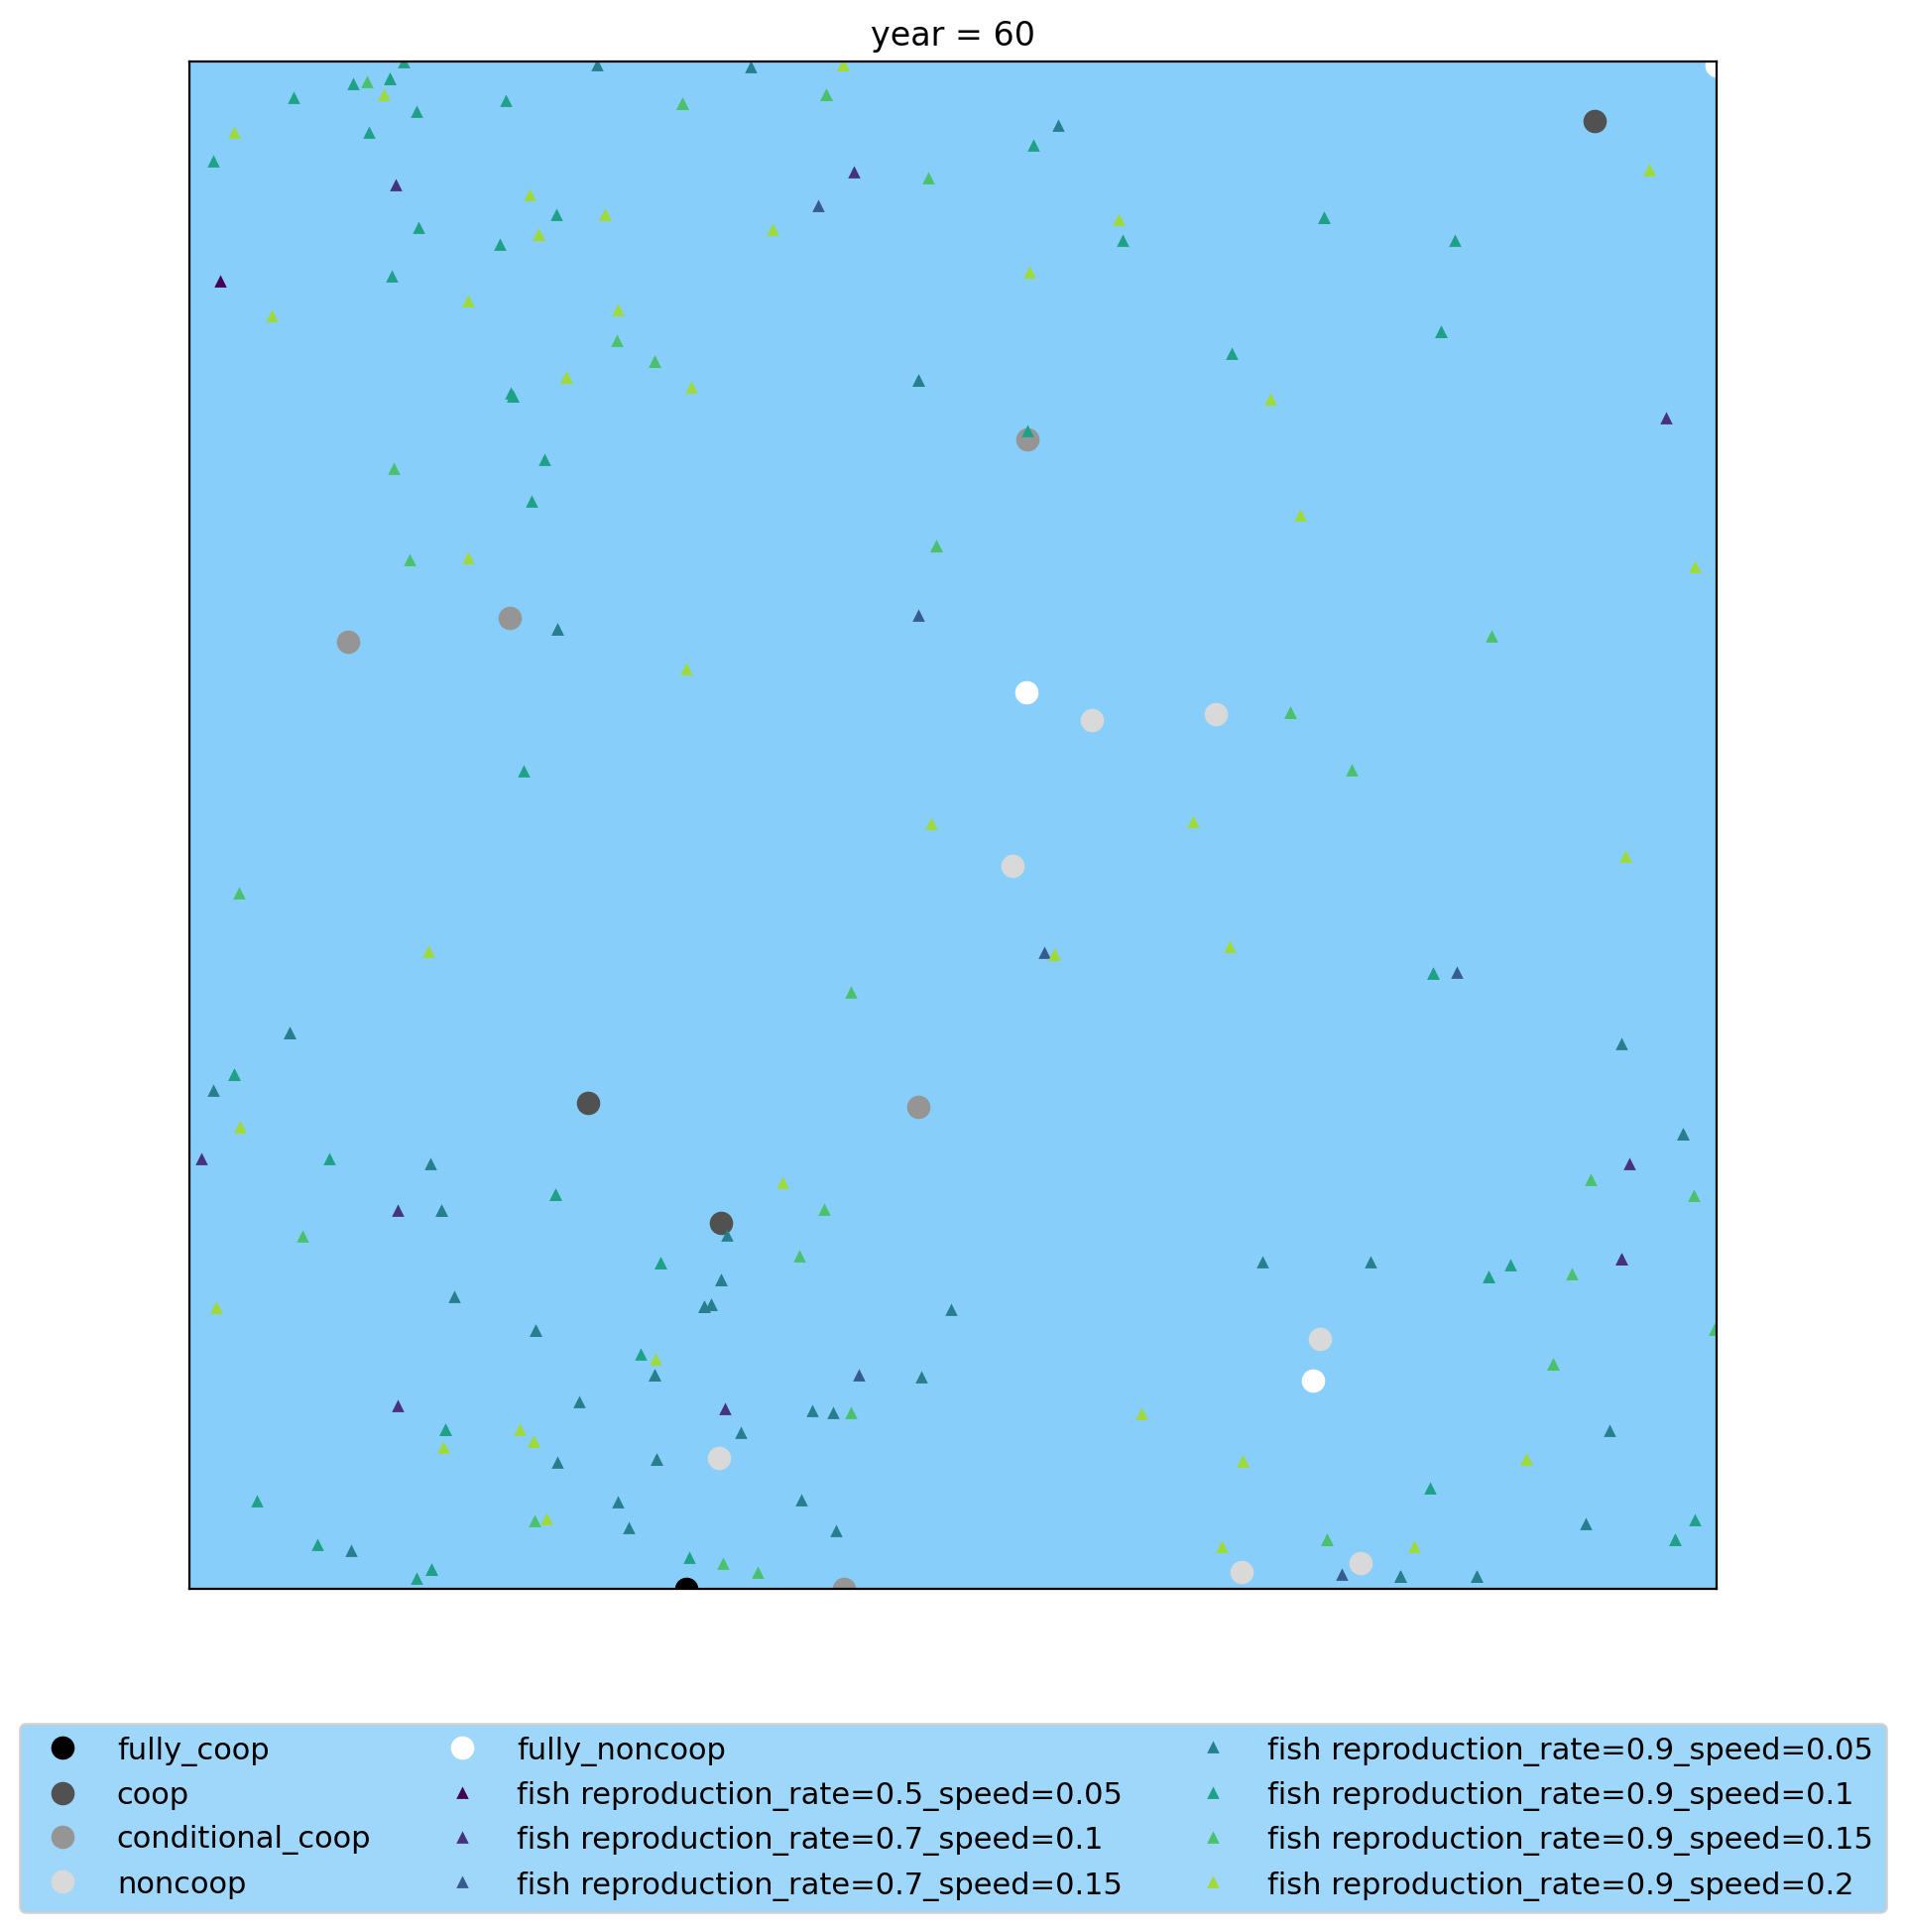 year = 60
fully_coop
coop
conditional_coop
noncoop
fully_noncoop
fish reproduction_rate=0.5_speed=0.05
fish reproduction_rate=0.7_speed=0.1
fish reproduction_rate=0.7_speed=0.15
fish reproduction_rate=0.9_speed=0.05
fish reproduction_rate=0.9_speed=0.1
fish reproduction_rate=0.9_speed=0.15
fish reproduction_rate=0.9_speed=0.2